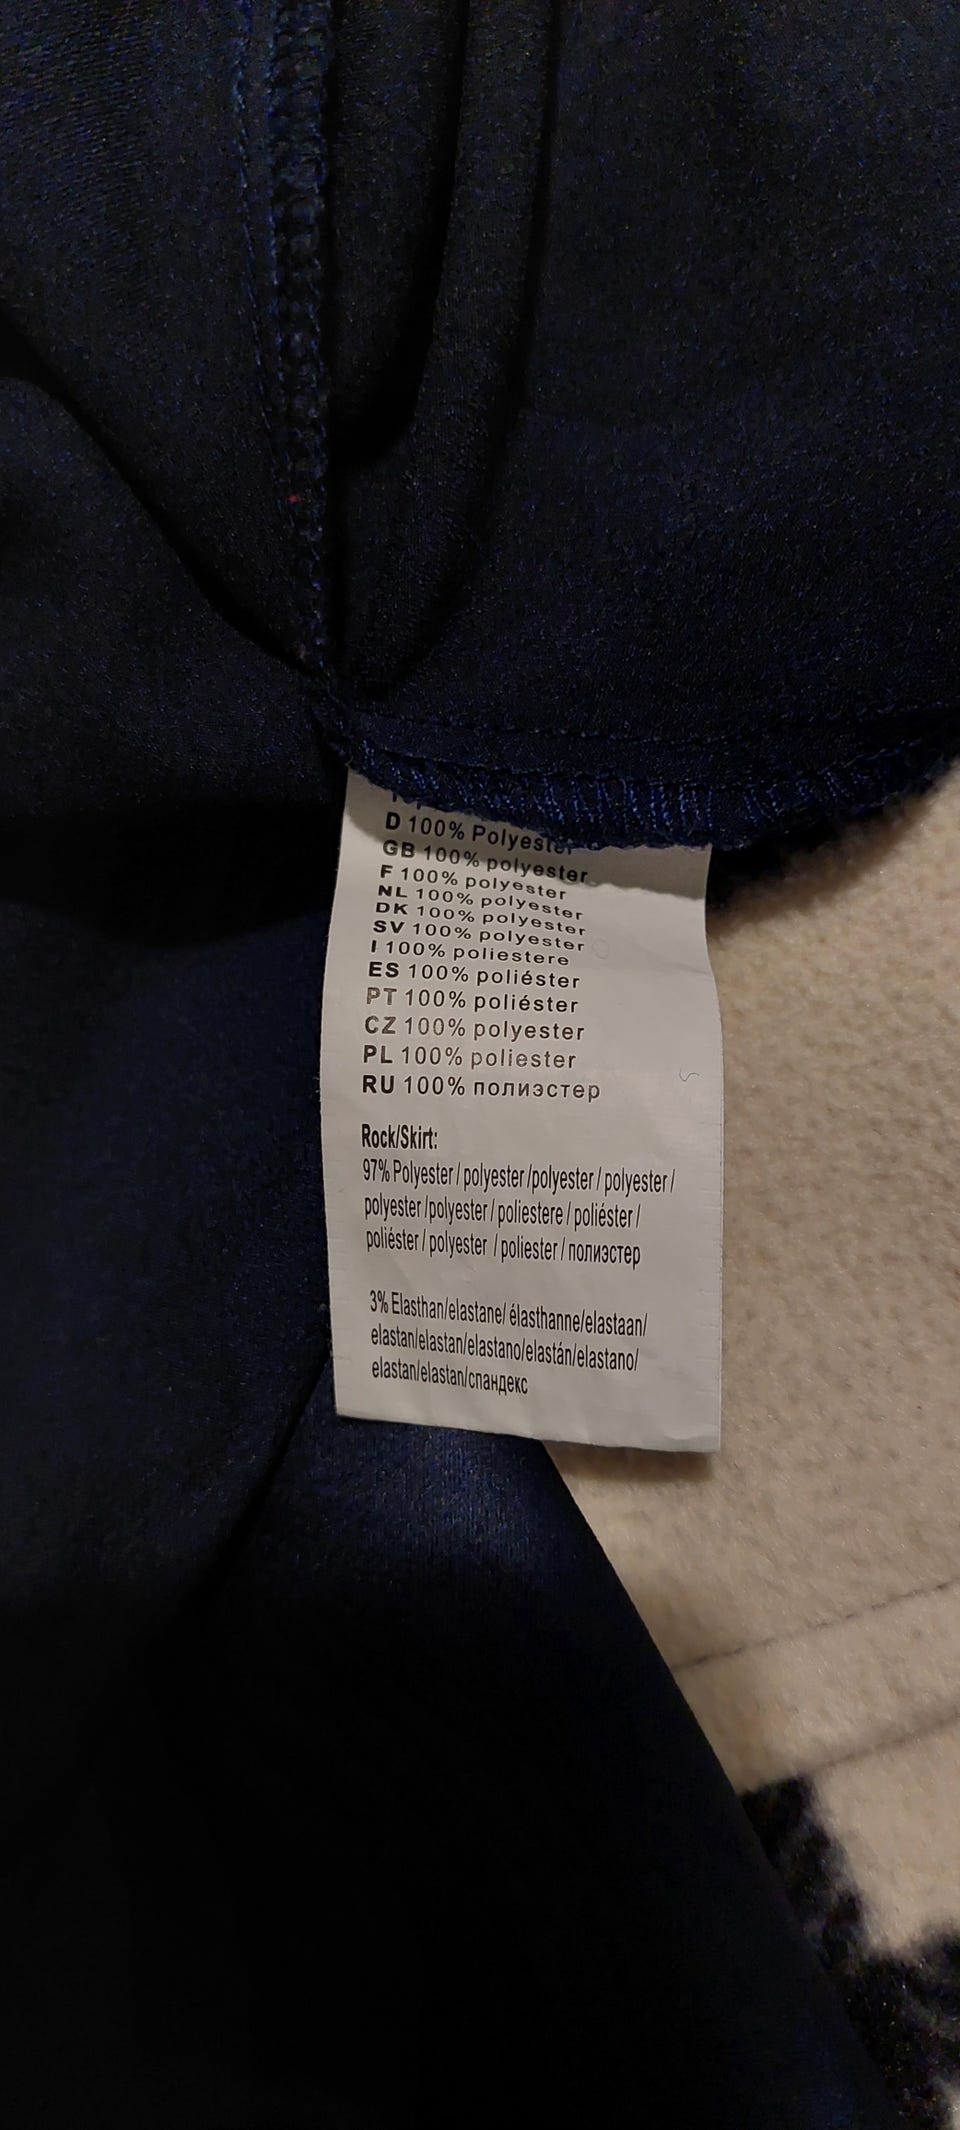 D 100% Polyester
GB 100% polyester
F 100% polyester
NL 100% polyester
DK 100% polyester
SV 100% polyester
I 100% poliestere
ES 100% poliéster
PT 100% poliéster
CZ 100% polyester
PL 100% poliester
RU 100% полиэстер
Rock/Skirt:
97% Polyester / polyester /polyester / polyester /
polyester /polyester / poliestere / poliéster /
poliéster / polyester / poliester / полиэстер
3% Elasthan/elastane/ élasthanne/elastaan/
elastan/elastan/elastano/elastán/elastano/
elastan/elastan/спандекс